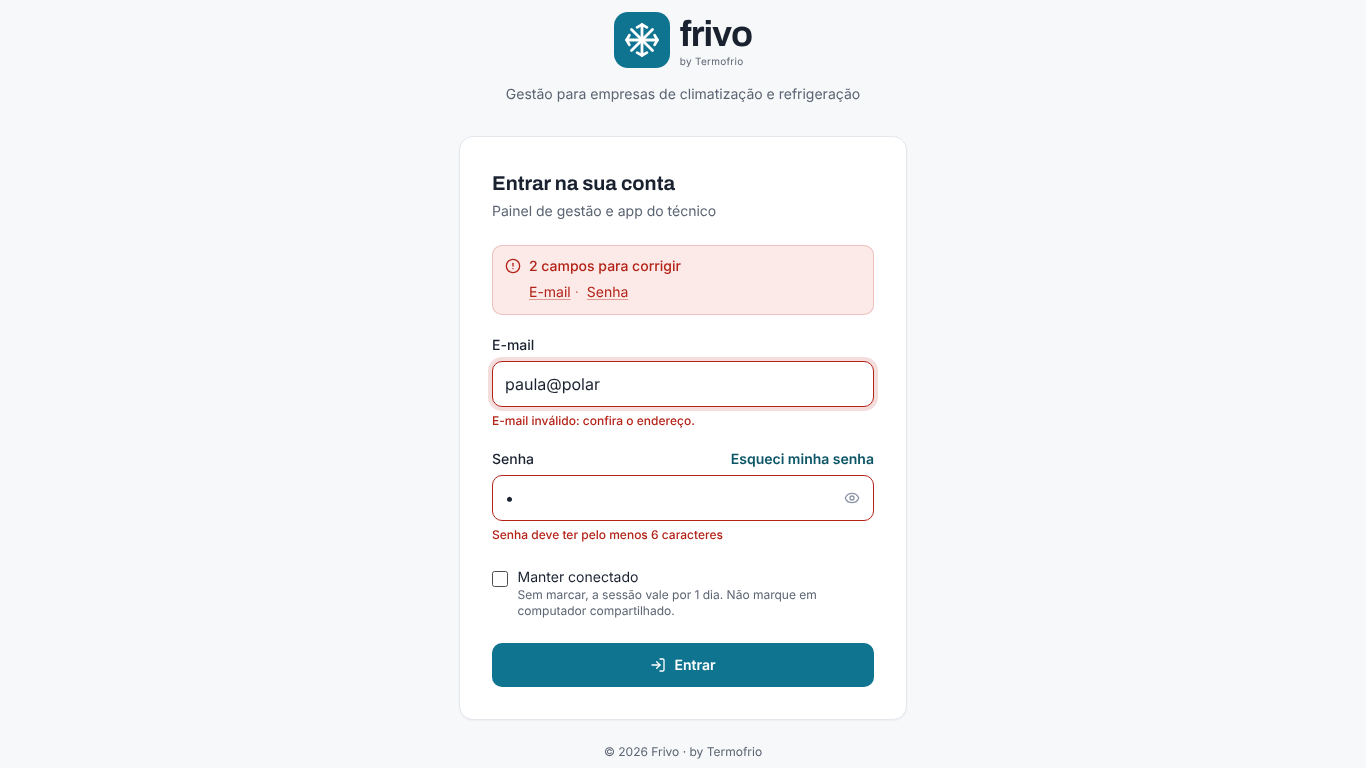 frivo
by Termofrio
Gestão para empresas de climatização e refrigeração
Entrar na sua conta
Painel de gestão e app do técnico
2 campos para corrigir
E-mail · Senha
E-mail
paula@polar
E-mail inválido: confira o endereço.
Senha Esqueci minha senha
•
Senha deve ter pelo menos 6 caracteres
Manter conectado
Sem marcar, a sessão vale por 1 dia. Não marque em
computador compartilhado.
Entrar
© 2026 Frivo · by Termofrio